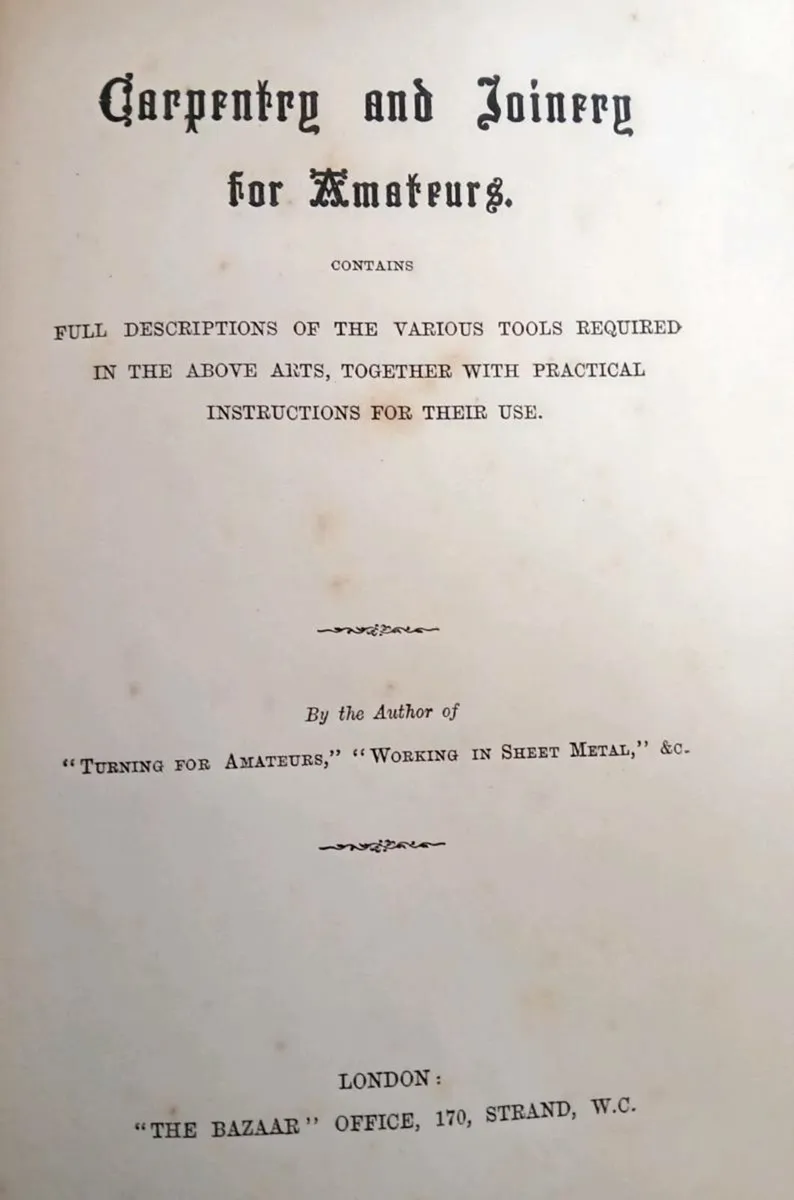 Carpentry and Joinery
for Amateurs.
CONTAINS
FULL DESCRIPTIONS OF THE VARIOUS TOOLS REQUIRED
IN THE ABOVE ARTS, TOGETHER WITH PRACTICAL
INSTRUCTIONS FOR THEIR USE.
By the Author of
“TURNING FOR AMATEURS,” “WORKING IN SHEET METAL,” &C.
LONDON:
“THE BAZAAR” OFFICE, 170, STRAND, W.C.